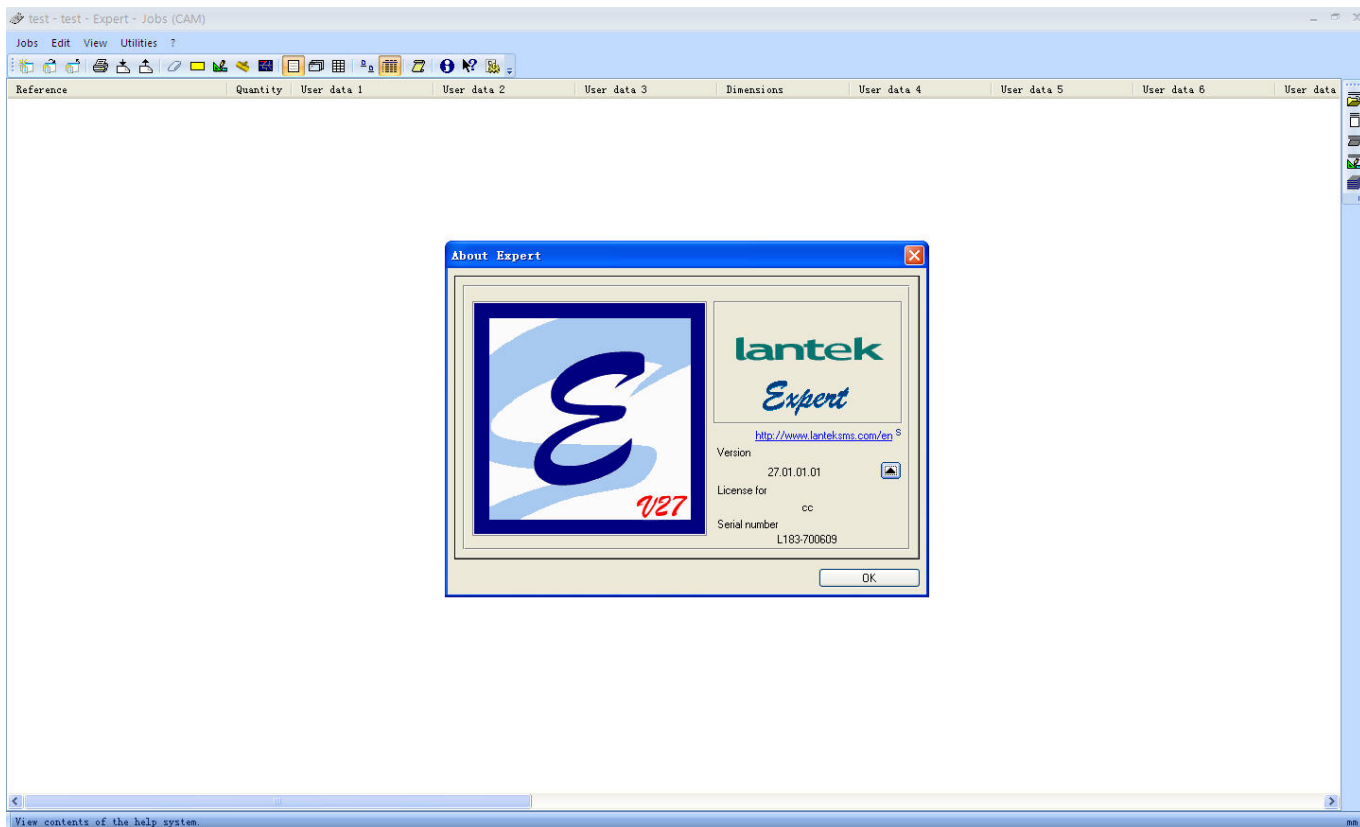 test - test - Expert - Jobs (CAM)
Jobs Edit View Utilities ?
Reference Quantity User data 1 User data 2 User data 3 Dimensions User data 4 User data 5 User data 6 User data
About Expert
lantek
Expert
http://www.lanteksms.com/en S
Version
27.01.01.01
License for
cc
Serial number
L183-700609
V27
OK
View contents of the help system. mm